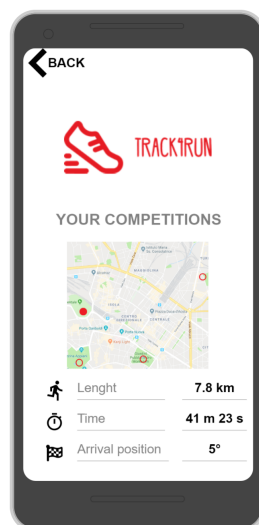 BACK
TRACK4RUN
YOUR COMPETITIONS
Lenght 7.8 km
Time 41 m 23 s
Arrival position 5°